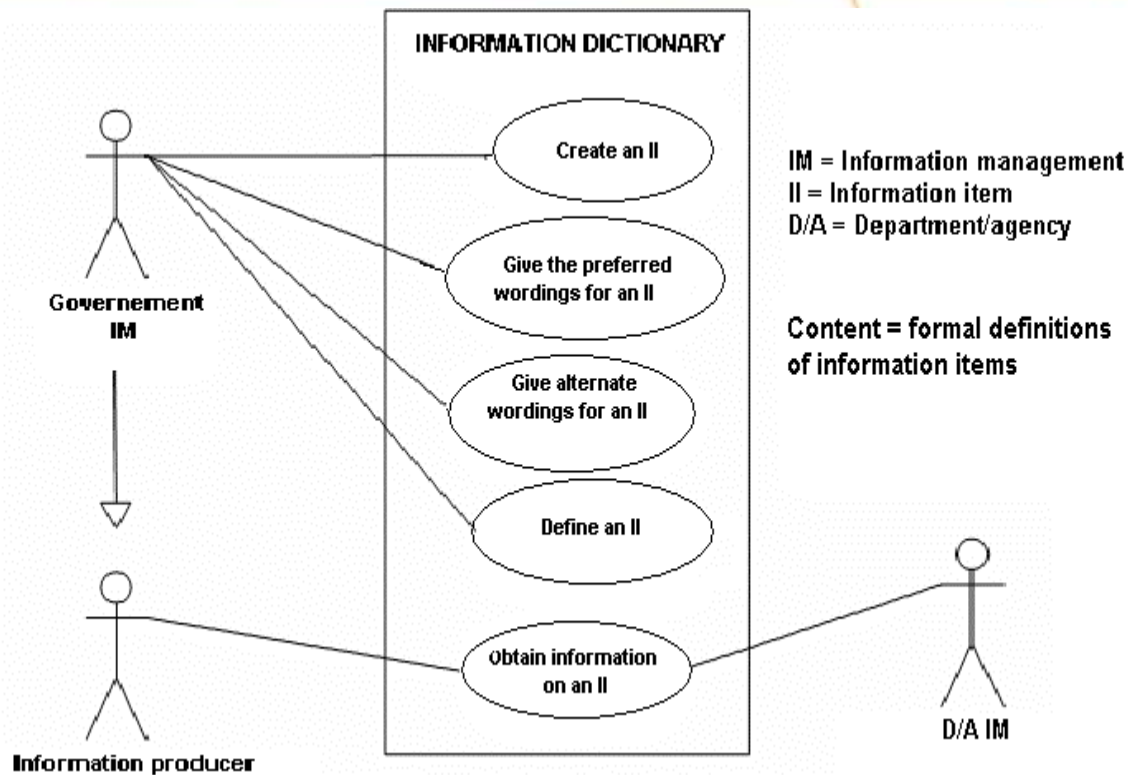 INFORMATION DICTIONARY
Create an II
Give the preferred
wordings for an II
Give alternate
wordings for an II
Define an II
Obtain information
on an II
Governement
IM
Information producer
IM = Information management
II = Information item
D/A = Department/agency
Content = formal definitions
of information items
D/A IM